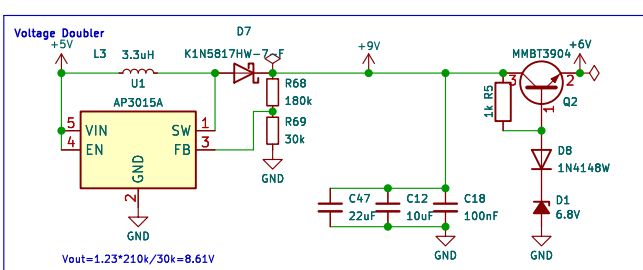 Voltage Doubler
+5V
L3
3.3uH
D7
K1N5817HW-7-F
+9V
MMBT3904
+6V
U1
AP3015A
R68
180k
3
2
Q2
1
1k R5
5
VIN
4
EN
SW
1
FB
3
GND
2
R69
30k
GND
D8
1N4148W
C47
22uF
C12
10uF
C18
100nF
D1
6.8V
GND
GND
GND
Vout=1.23*210k/30k=8.61V